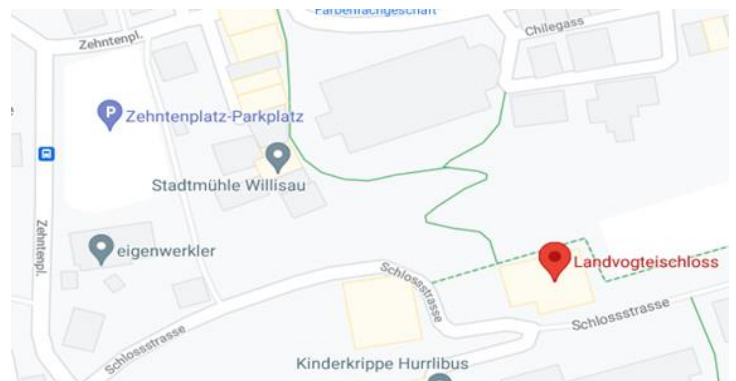 Farbenfachgeschäft
Chilegass
Zehntenpl.
P
Zehntenplatz-Parkplatz
Stadtmühle Willisau
Zehntenpl.
eigenwerkler
Landvogteischloss
Schlossstrasse
Schlossstrasse
Schlossstrasse
Kinderkrippe Hurrlibus